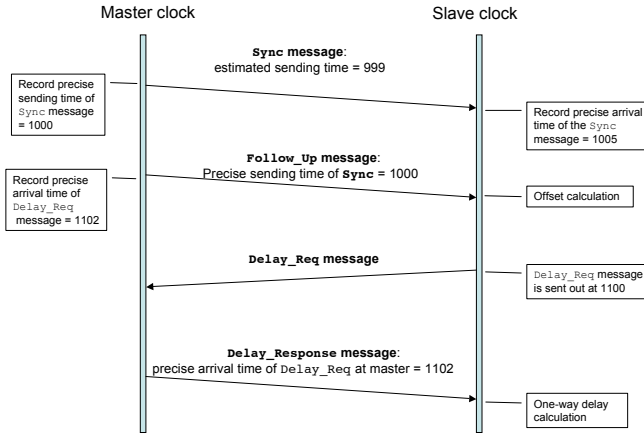 Master clock
Slave clock
Sync message:
estimated sending time = 999
Record precise
sending time of
Sync message
= 1000
Record precise arrival
time of the Sync
message = 1005
Follow_Up message:
Precise sending time of Sync = 1000
Record precise
arrival time of
Delay_Req
message = 1102
Offset calculation
Delay_Req message
Delay_Req message
is sent out at 1100
Delay_Response message:
precise arrival time of Delay_Req at master = 1102
One-way delay
calculation